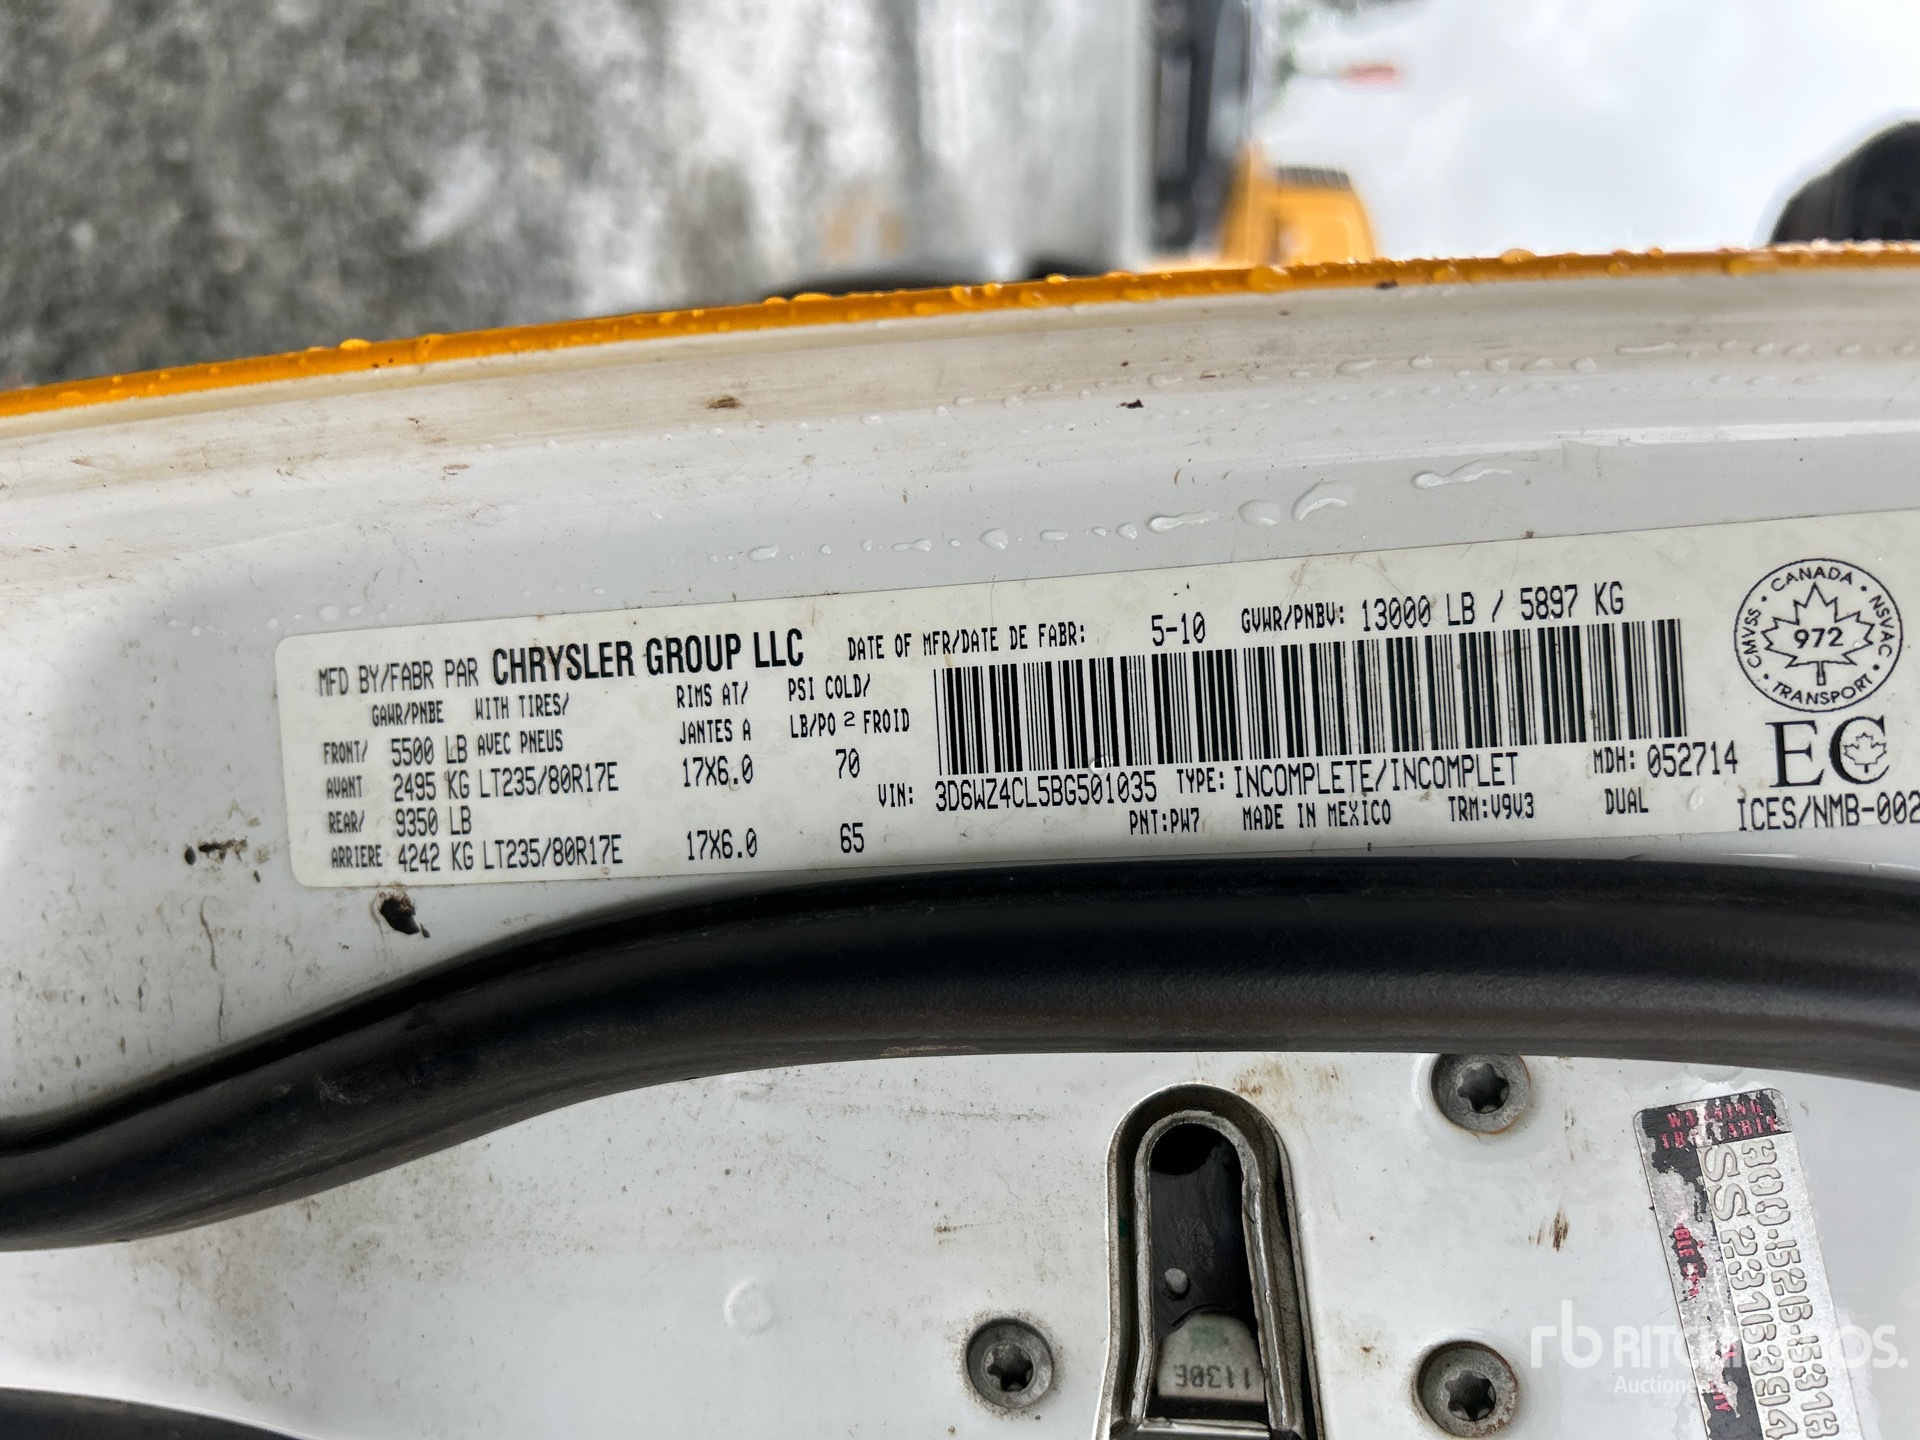 MFD BY/FABR PAR CHRYSLER GROUP LLC DATE OF MFR/DATE DE FABR: 5-10 GVWR/PNBV: 13000 LB / 5897 KG
GAWR/PNBE WITH TIRES/ RIMS AT/ PSI COLD/
FRONT/ 5500 LB AVEC PNEUS JANTES A LB/PO² FROID
AVANT 2495 KG LT235/80R17E 17X6.0 70
REAR/ 9350 LB
ARRIERE 4242 KG LT235/80R17E 17X6.0 65
VIN: 3D6WZ4CL5BG501035 TYPE: INCOMPLETE/INCOMPLET MDH: 052714
PNT:PW7 MADE IN MEXICO TRM:V9V3 DUAL
CANADA • NSVAC • TRANSPORT • CMVSS •
972
EC
ICES/NMB-002
1130E
rb RITCHIE BROS.
Auctioneers